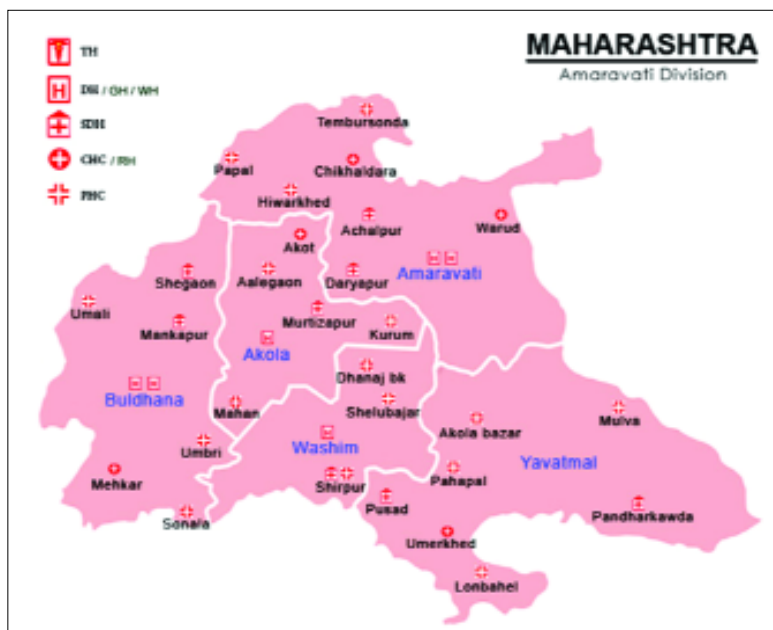 MAHARASHTRA
Amaravati Division
TH
DH / GH / WH
SDH
CHC / RH
PHC
Tembursonda
Papal
Chikhaldara
Hiwarkhed
Achalpur
Warud
Akot
Amaravati
Shegaon
Aalegaon
Daryapur
Umali
Mankapur
Murtizapur
Kurum
Akola
Dhanaj bk
Buldhana
Mahan
Shelubajar
Akola bazar
Mulva
Umbri
Washim
Yavatmal
Mehkar
Shirpur
Pahapal
Pusad
Pandharkawda
Sonala
Umerkhed
Lonbahel